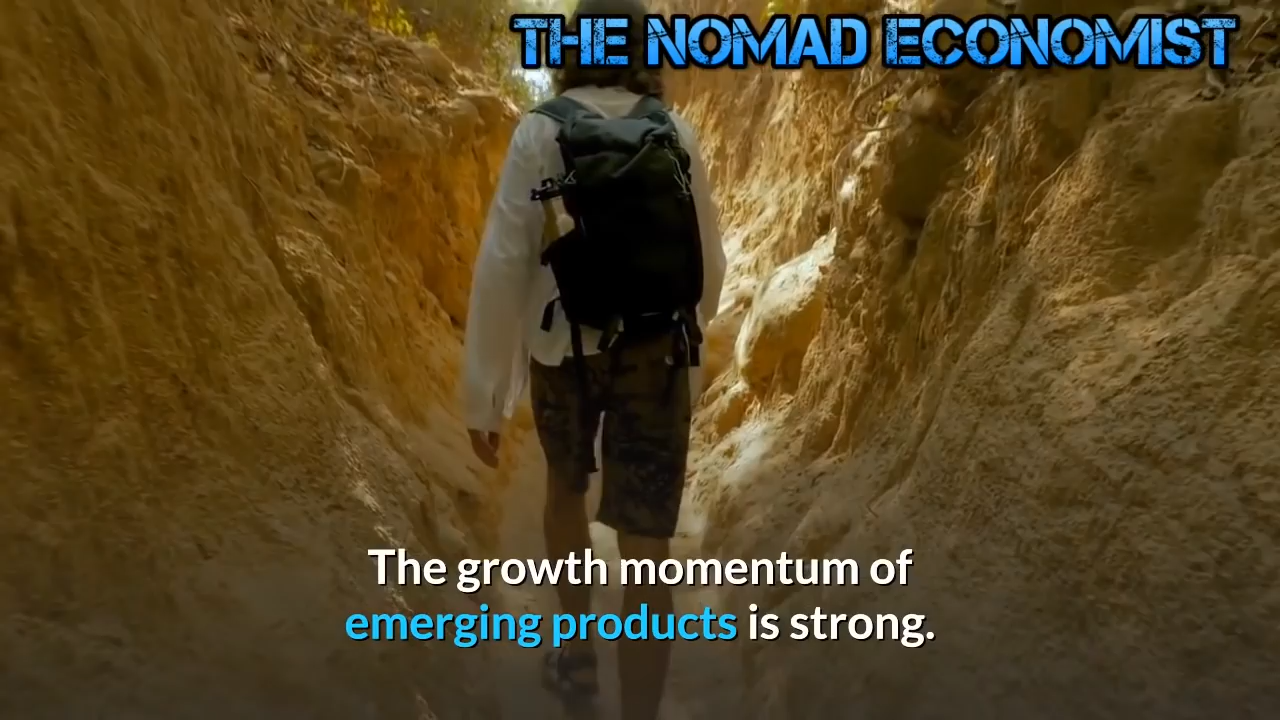 THE NOMAD ECONOMIST
The growth momentum of
emerging products is strong.